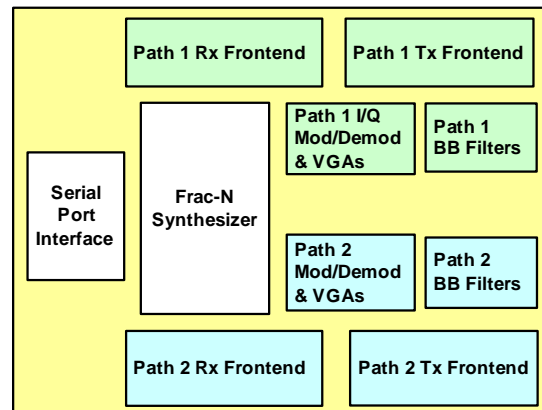 Path 1 Rx Frontend
Path 1 Tx Frontend
Path 1 I/Q
Mod/Demod
& VGAs
Path 1
BB Filters
Serial
Port
Interface
Frac-N
Synthesizer
Path 2
Mod/Demod
& VGAs
Path 2
BB Filters
Path 2 Rx Frontend
Path 2 Tx Frontend